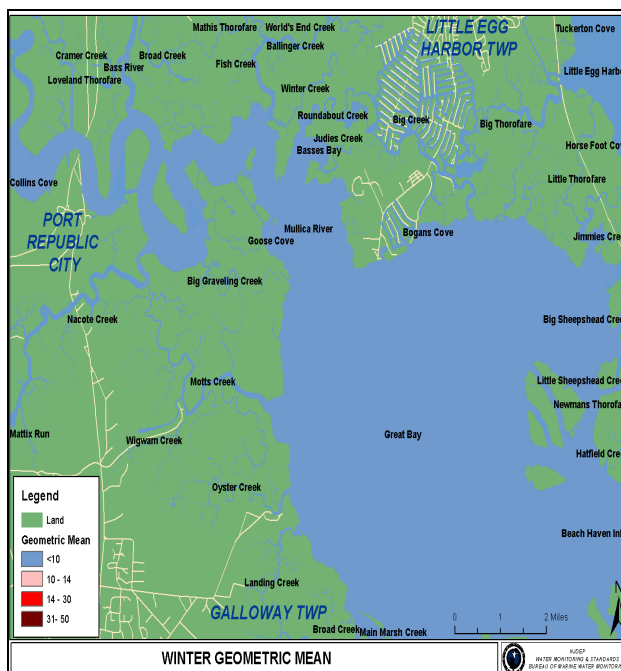 Mathis Thorofare
World's End Creek
LITTLE EGG
HARBOR TWP
Tuckerton Cove
Cramer Creek
Broad Creek
Ballinger Creek
Bass River
Fish Creek
Loveland Thorofare
Little Egg Harbo
Winter Creek
Roundabout Creek
Big Creek
Big Thorofare
Judies Creek
Basses Bay
Horse Foot Cov
Collins Cove
Little Thorofare
PORT
REPUBLIC
CITY
Mullica River
Goose Cove
Bogans Cove
Jimmies Cree
Big Graveling Creek
Nacote Creek
Big Sheepshead Cree
Motts Creek
Little Sheepshead Cree
Newmans Thorofa
Mattix Run
Wigwam Creek
Great Bay
Hatfield Cree
Oyster Creek
Legend
Land
Geometric Mean
<10
10 - 14
14 - 30
31- 50
Beach Haven Inl
Landing Creek
GALLOWAY TWP
Broad Creek
Main Marsh Creek
0 1 2 Miles
N
WINTER GEOMETRIC MEAN
NJDEP
WATER MONITORING & STANDARDS
BUREAU OF MARINE WATER MONITORI